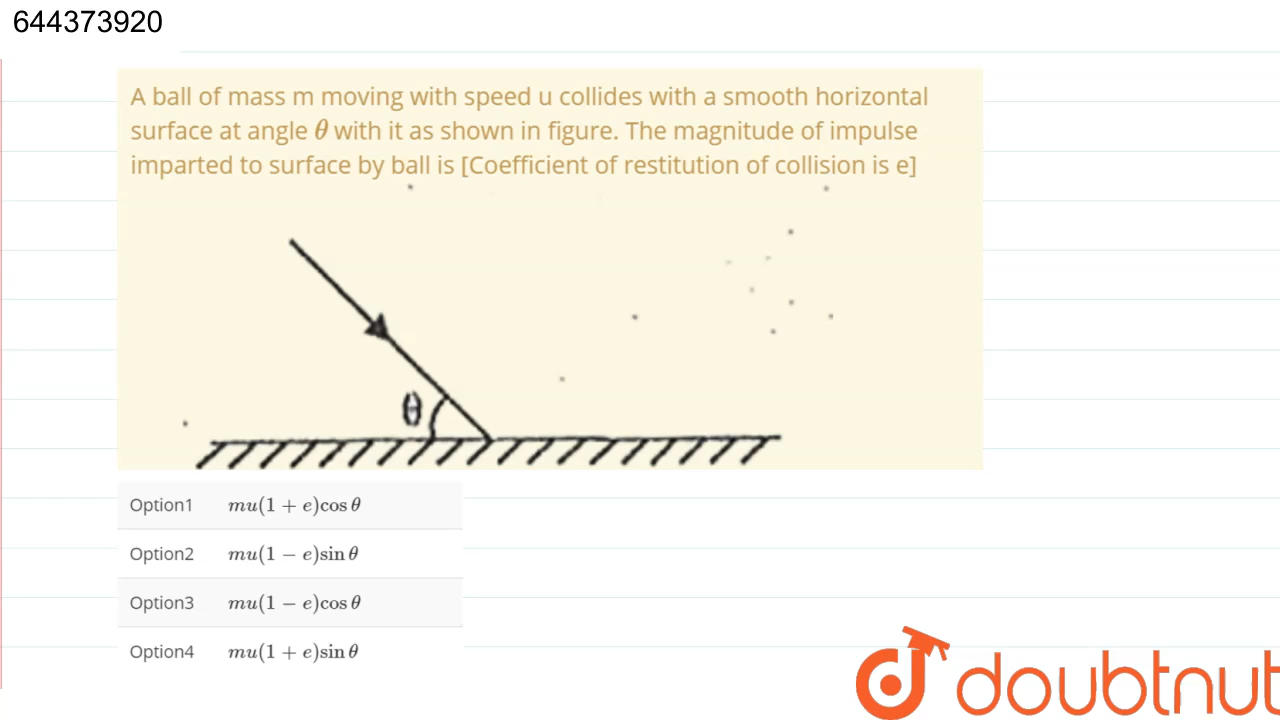 644373920
A ball of mass m moving with speed u collides with a smooth horizontal
surface at angle θ with it as shown in figure. The magnitude of impulse
imparted to surface by ball is [Coefficient of restitution of collision is e]
θ
Option1 mu(1 + e)cos θ
Option2 mu(1 − e)sin θ
Option3 mu(1 − e)cos θ
Option4 mu(1 + e)sin θ
doubtnut